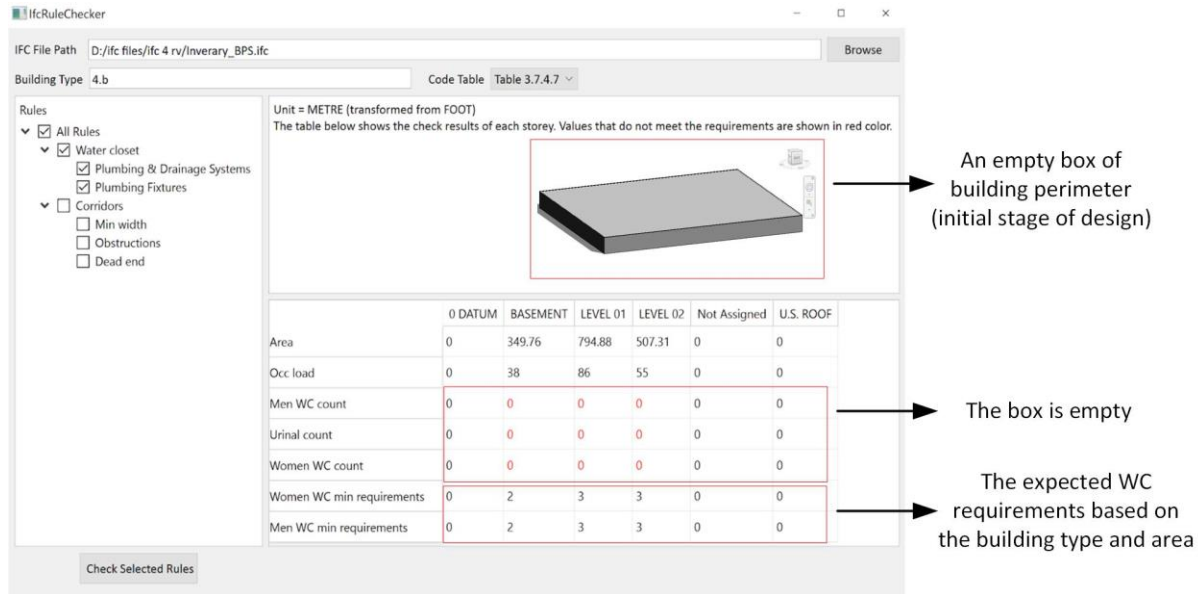 IfcRuleChecker
IFC File Path D:/ifc files/ifc 4 rv/Inverary_BPS.ifc Browse
Building Type 4.b Code Table Table 3.7.4.7
Rules
All Rules
Water closet
Plumbing & Drainage Systems
Plumbing Fixtures
Corridors
Min width
Obstructions
Dead end
Unit = METRE (transformed from FOOT)
The table below shows the check results of each storey. Values that do not meet the requirements are shown in red color.
An empty box of
building perimeter
(initial stage of design)
0 DATUM BASEMENT LEVEL 01 LEVEL 02 Not Assigned U.S. ROOF
Area 0 349.76 794.88 507.31 0 0
Occ load 0 38 86 55 0 0
Men WC count 0 0 0 0 0 0
Urinal count 0 0 0 0 0 0
Women WC count 0 0 0 0 0 0
Women WC min requirements 0 2 3 3 0 0
Men WC min requirements 0 2 3 3 0 0
The box is empty
The expected WC
requirements based on
the building type and area
Check Selected Rules